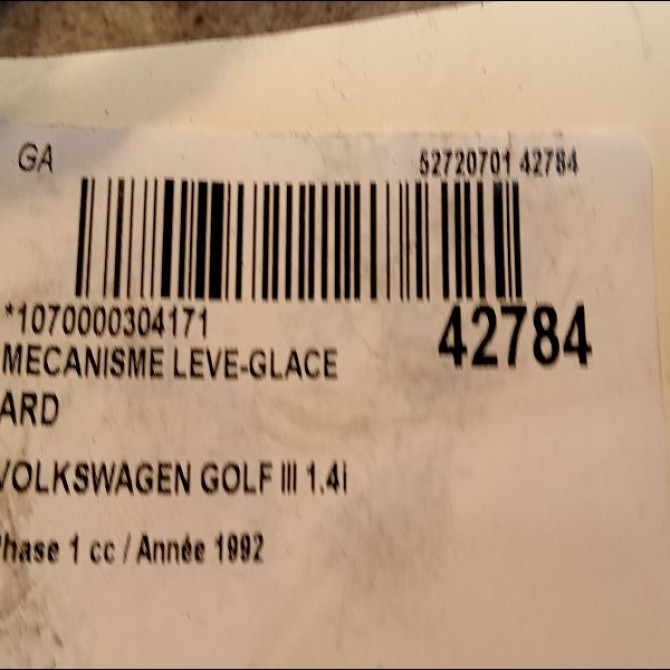 GA 52720701 42784
*1070000304171 42784
MECANISME LEVE-GLACE
ARD
VOLKSWAGEN GOLF III 1.4i
Phase 1 cc / Année 1992